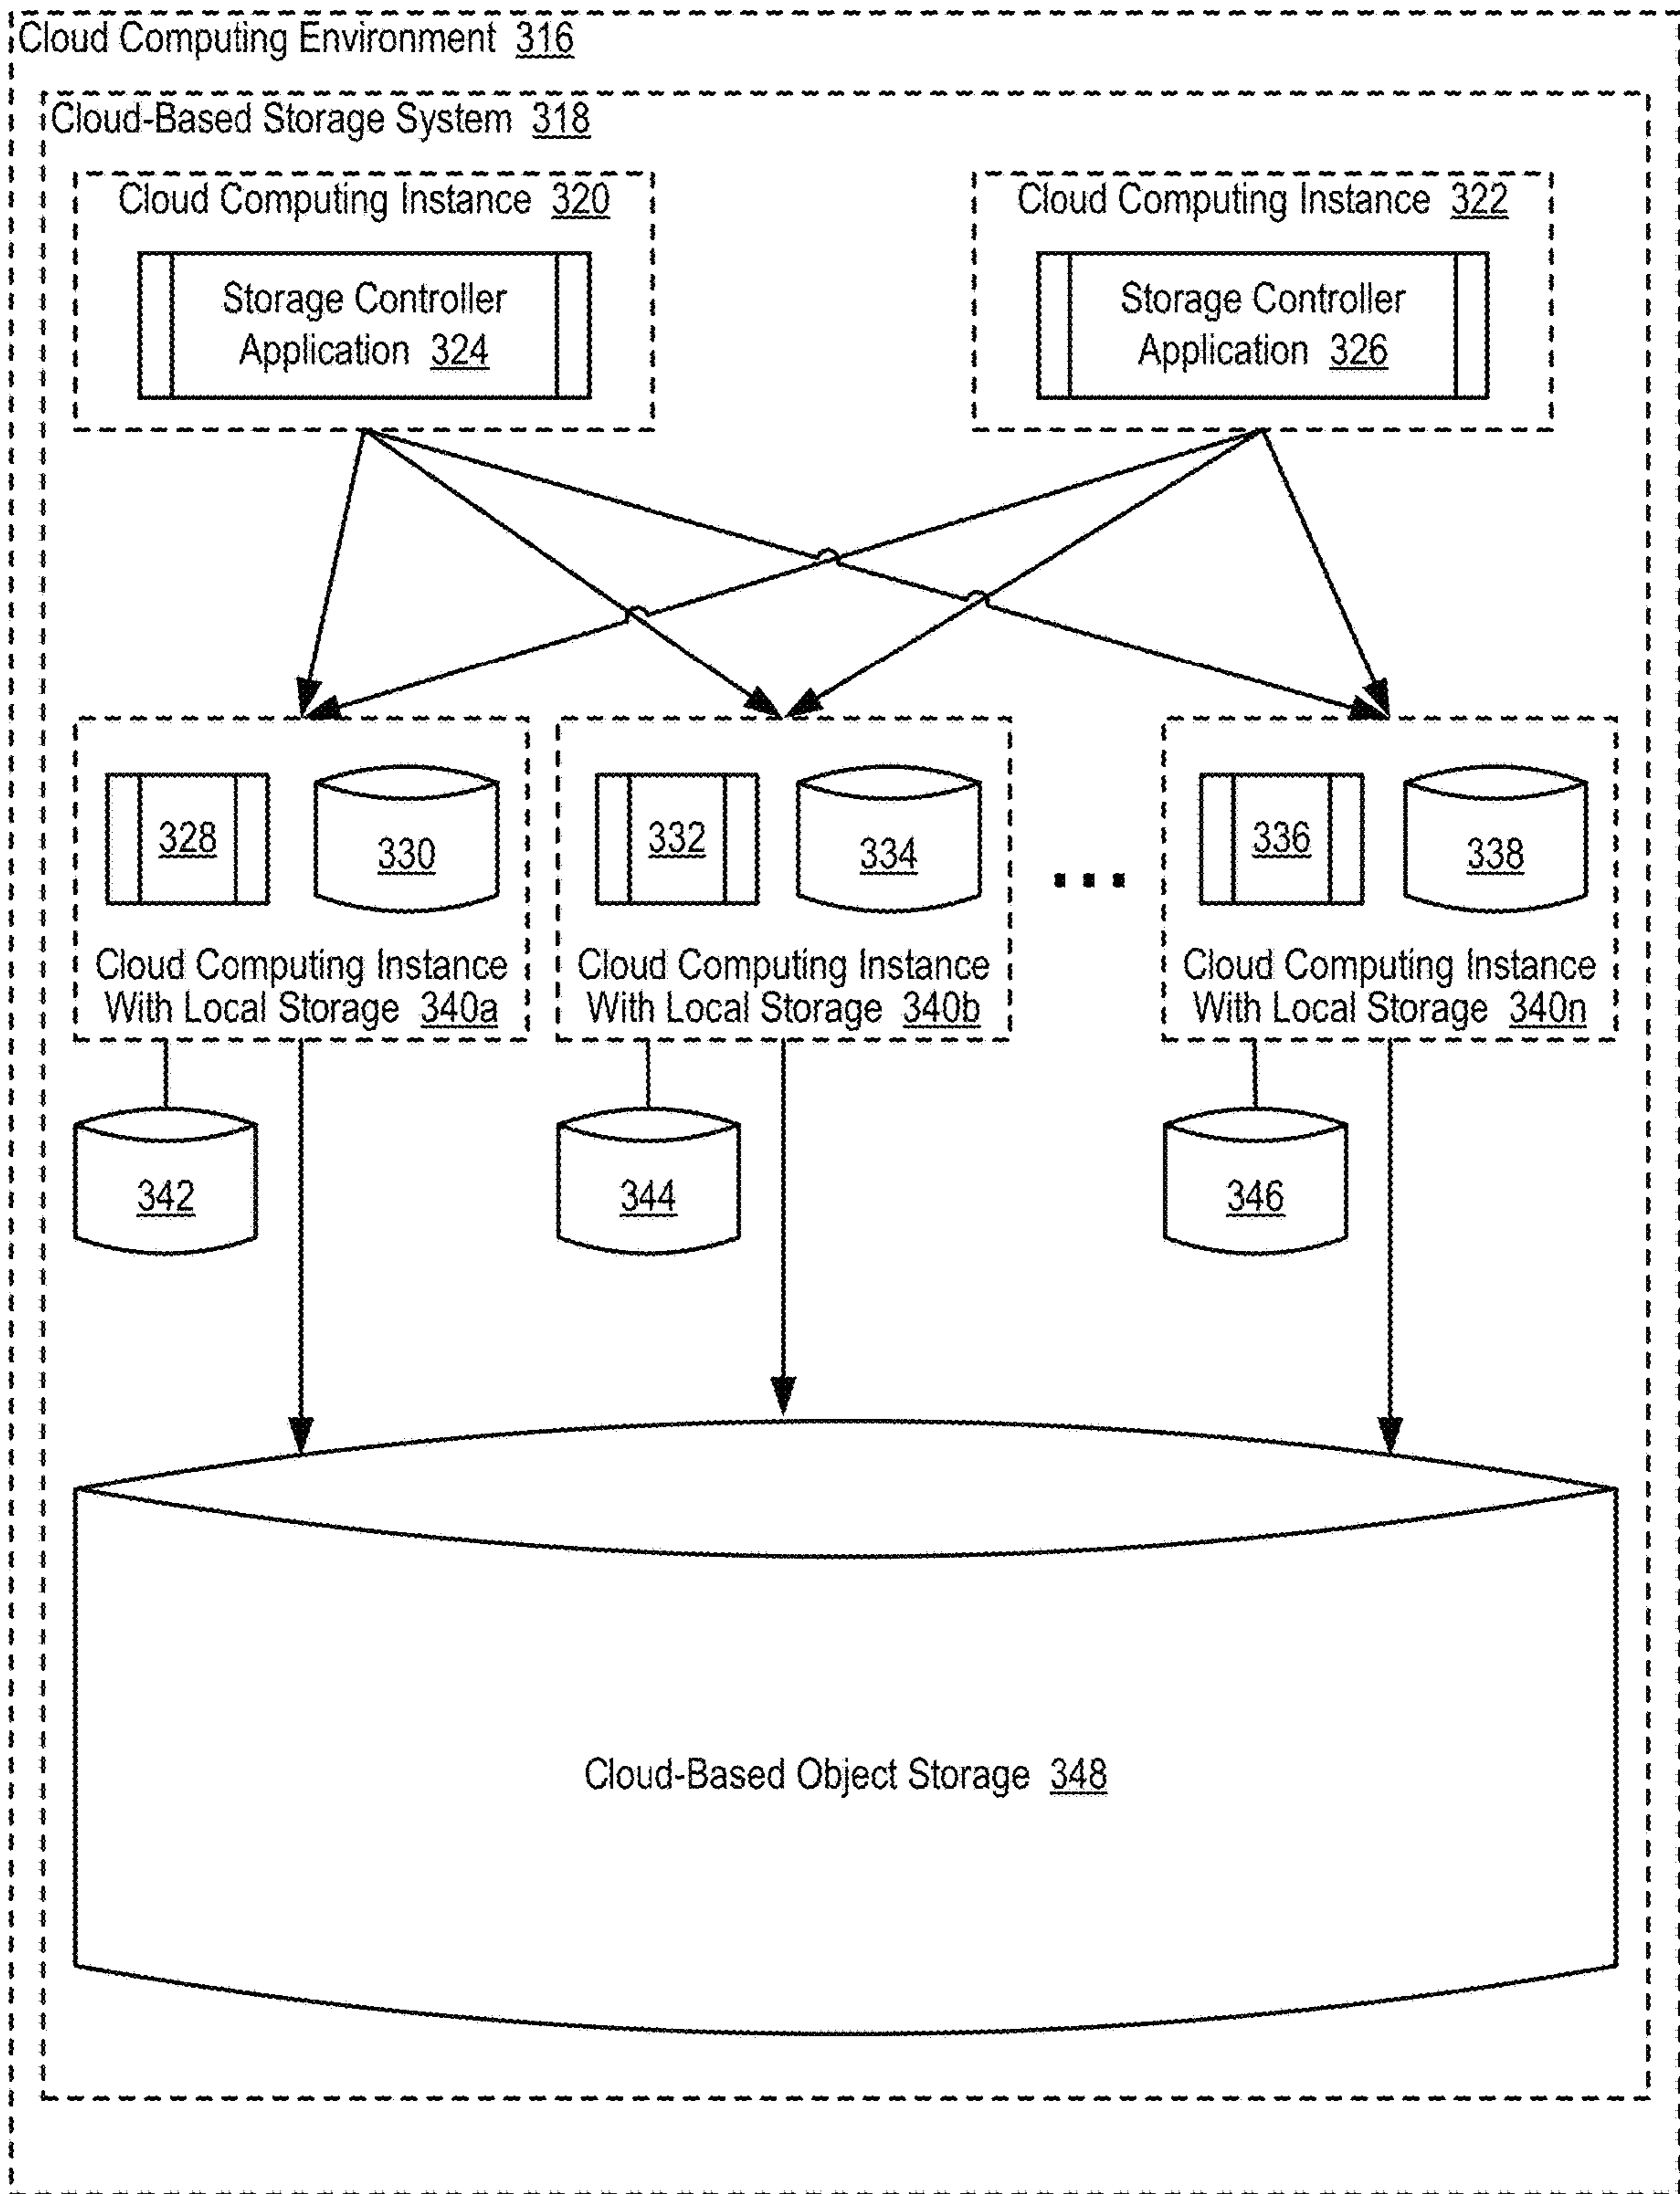 Cloud Computing Environment 316
Cloud-Based Storage System 318
Cloud Computing Instance 320
Storage Controller
Application 324
Cloud Computing Instance 322
Storage Controller
Application 326
328
330
Cloud Computing Instance
With Local Storage 340a
332
334
Cloud Computing Instance
With Local Storage 340b
...
336
338
Cloud Computing Instance
With Local Storage 340n
342
344
346
Cloud-Based Object Storage 348